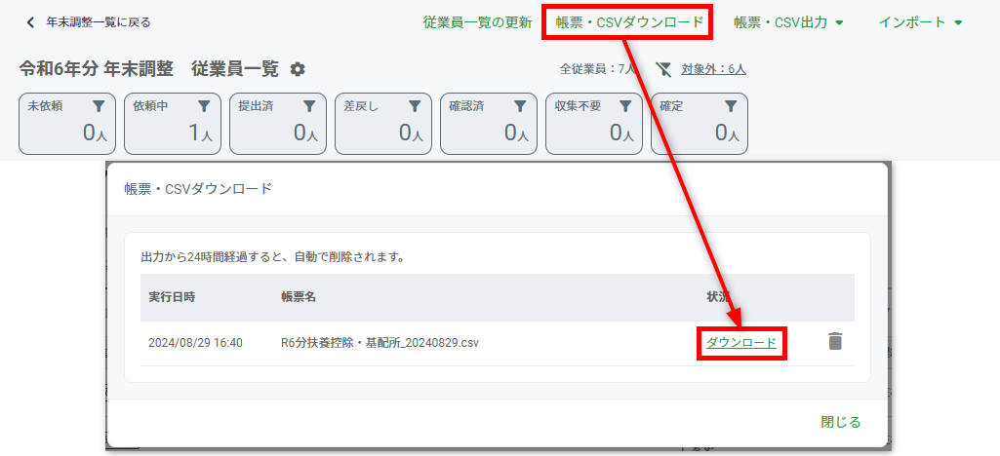 年末調整一覧に戻る 従業員一覧の更新 帳票・CSVダウンロード 帳票・CSV出力 インポート
令和6年分 年末調整 従業員一覧 全従業員：7人 対象外：6人
未依頼 依頼中 提出済 差戻し 確認済 収集不要 確定
0人 1人 0人 0人 0人 0人 0人
帳票・CSVダウンロード
出力から24時間経過すると、自動で削除されます。
実行日時 帳票名 状況
2024/08/29 16:40 R6分扶養控除・基配所_20240829.csv ダウンロード
閉じる